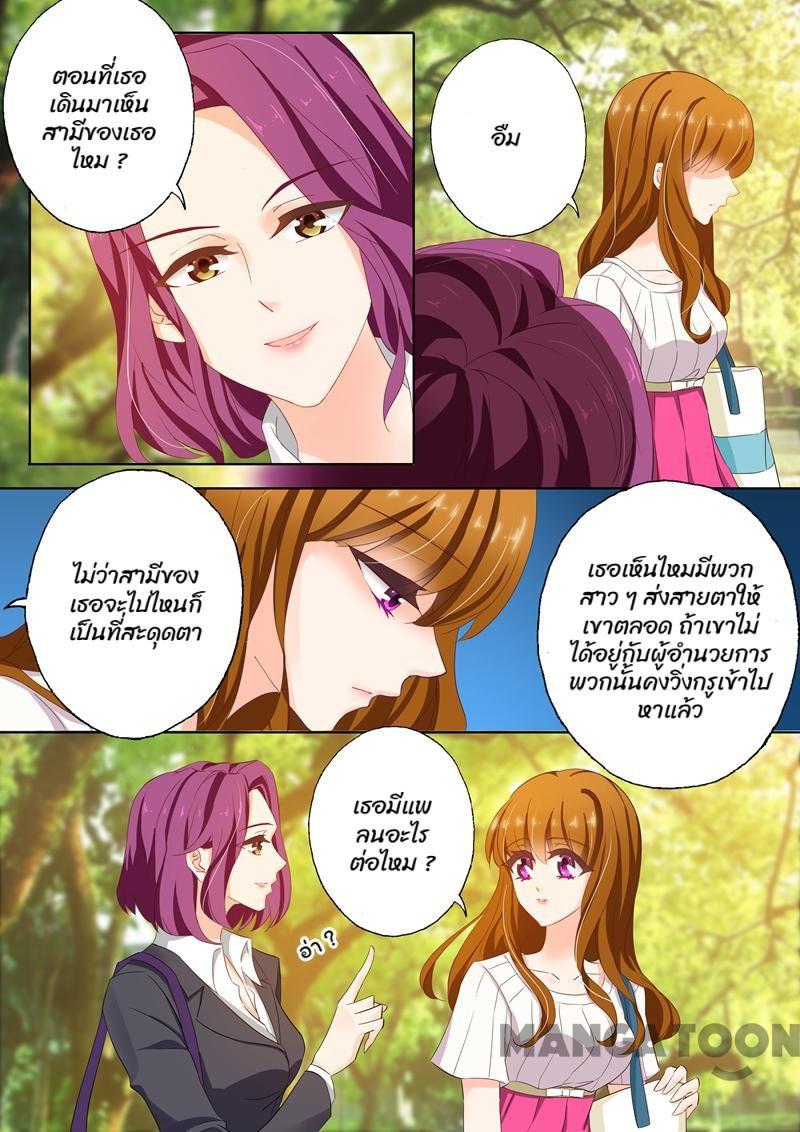 ตอนที่เธอ
เดินมาเห็น
สามีของเธอ
ไหม ?
อืม
ไม่ว่าสามีของ
เธอจะไปไหนก็
เป็นที่สะดุดตา
เธอเห็นไหมมีพวก
สาว ๆ ส่งสายตาให้
เขาตลอด ถ้าเขาไม่
ได้อยู่กับผู้อำนวยการ
พวกนั้นคงวิ่งกรูเข้าไป
หาแล้ว
เธอมีแพ
ลนอะไร
ต่อไหม ?
อ่า ?
MANGATOON